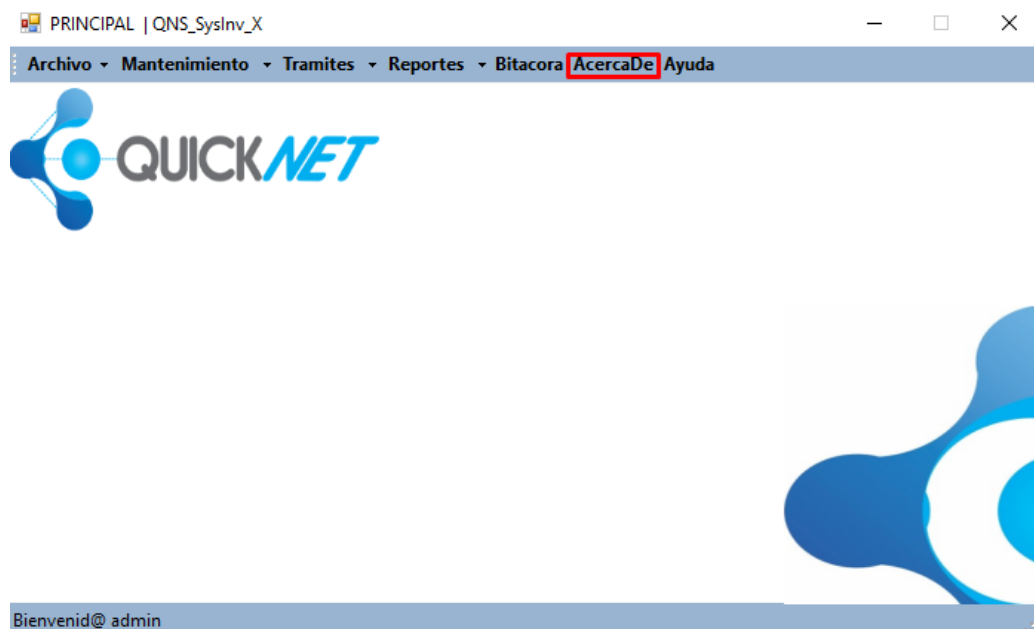 PRINCIPAL | QNS_SysInv_X
Archivo Mantenimiento Tramites Reportes Bitacora AcercaDe Ayuda
QUICKNET
Bienvenid@ admin